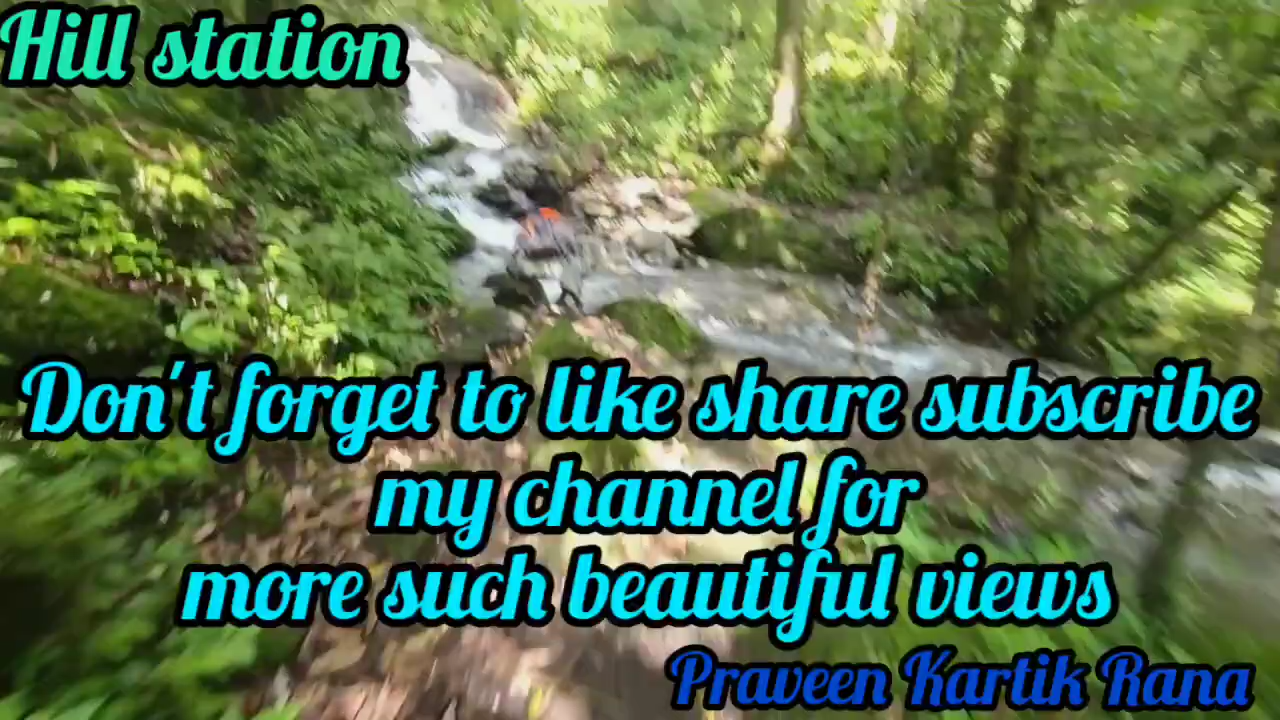 Hill station
Don't forget to like share subscribe
my channel for
more such beautiful views
Praveen Kartik Rana